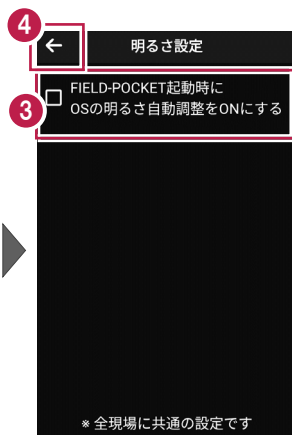 4
← 明るさ設定
3
FIELD-POCKET起動時に
OSの明るさ自動調整をONにする
※全現場に共通の設定です